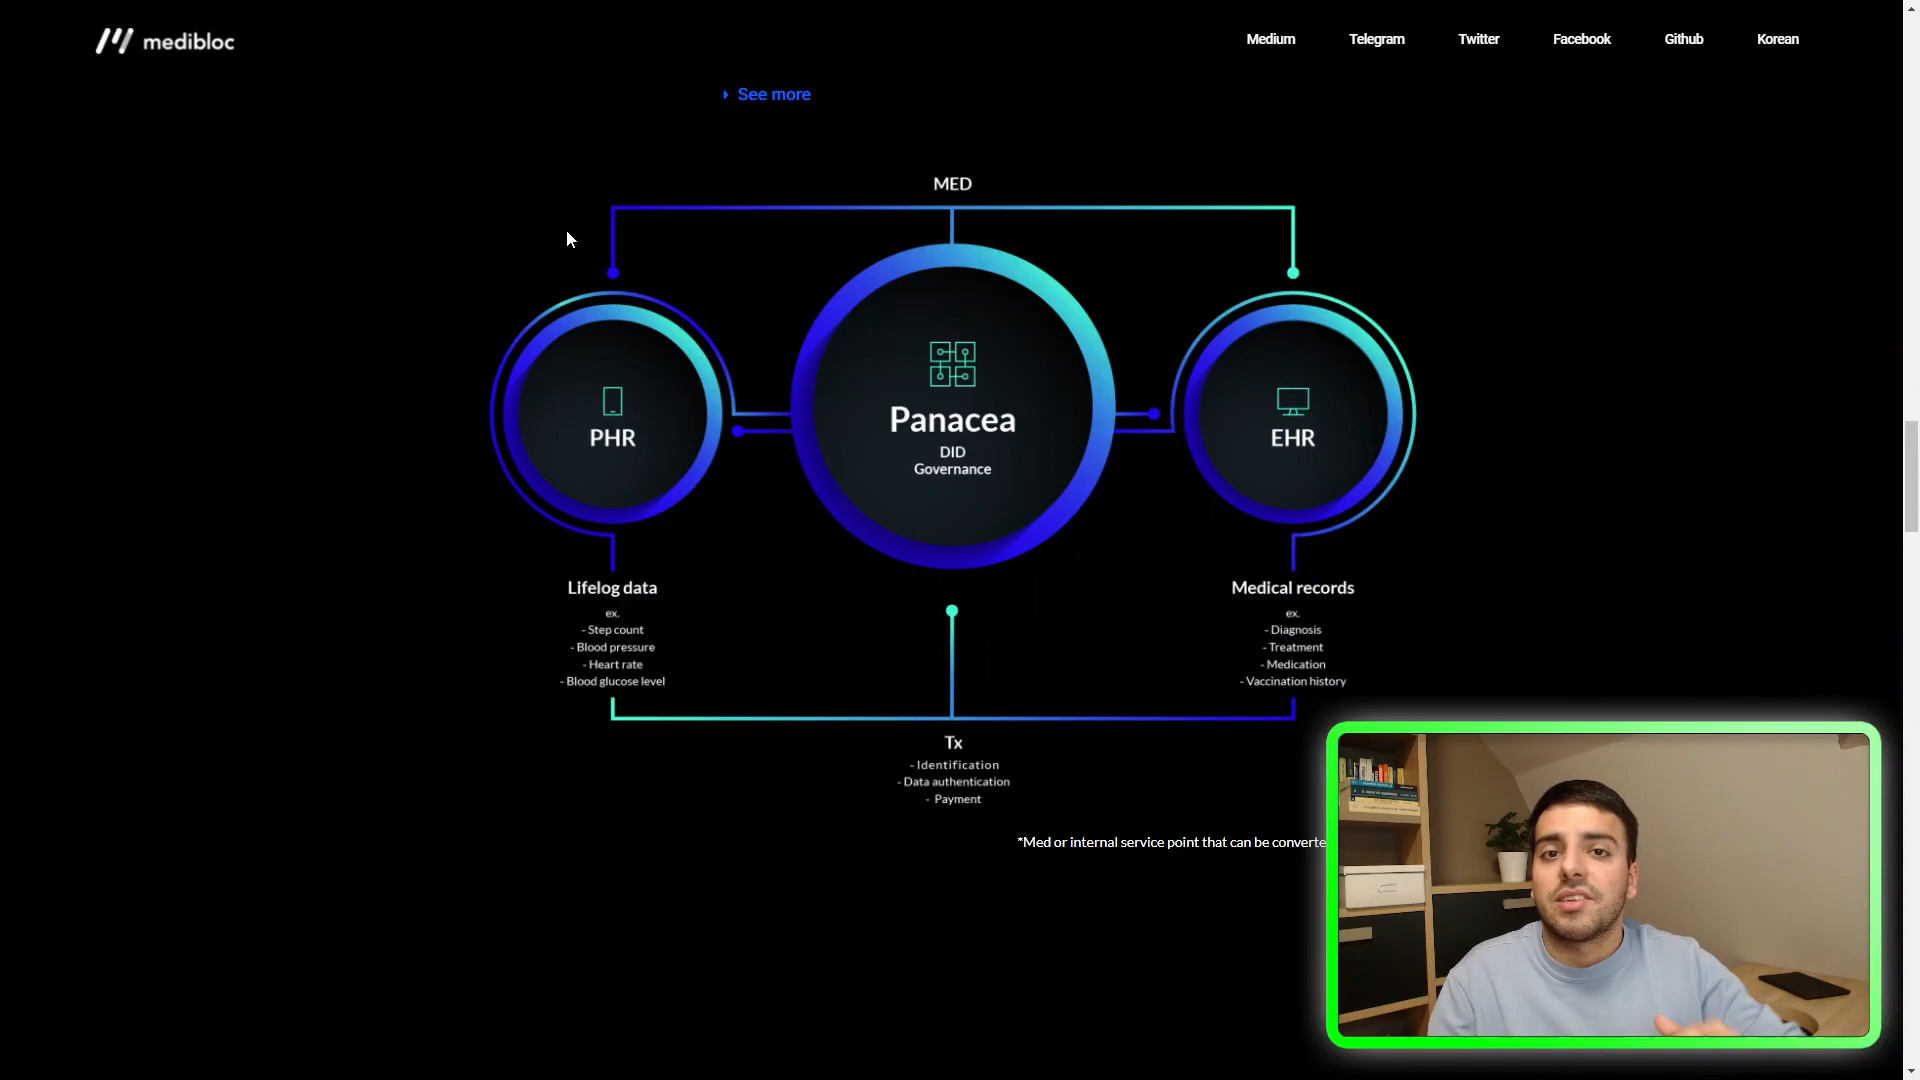 medibloc
Medium Telegram Twitter Facebook Github Korean
See more
MED
PHR
Panacea
DID
Governance
EHR
Lifelog data
ex.
- Step count
- Blood pressure
- Heart rate
- Blood glucose level
Medical records
ex.
- Diagnosis
- Treatment
- Medication
- Vaccination history
Tx
- Identification
- Data authentication
- Payment
*Med or internal service point that can be converte